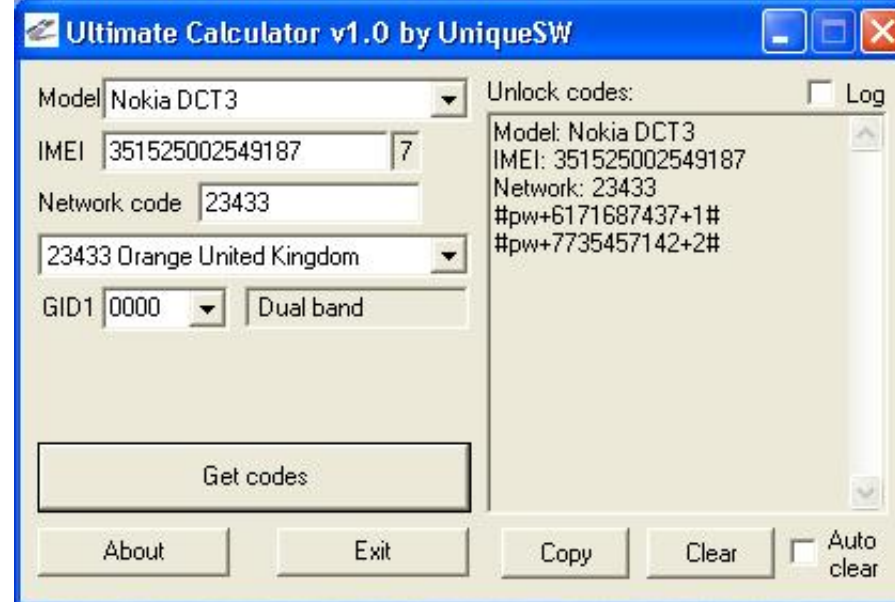 Ultimate Calculator v1.0 by UniqueSW
Model Nokia DCT3
IMEI 351525002549187 7
Network code 23433
23433 Orange United Kingdom
GID1 0000 Dual band
Get codes
About Exit
Unlock codes: Log
Model: Nokia DCT3
IMEI: 351525002549187
Network: 23433
#pw+6171687437+1#
#pw+7735457142+2#
Copy Clear Auto clear